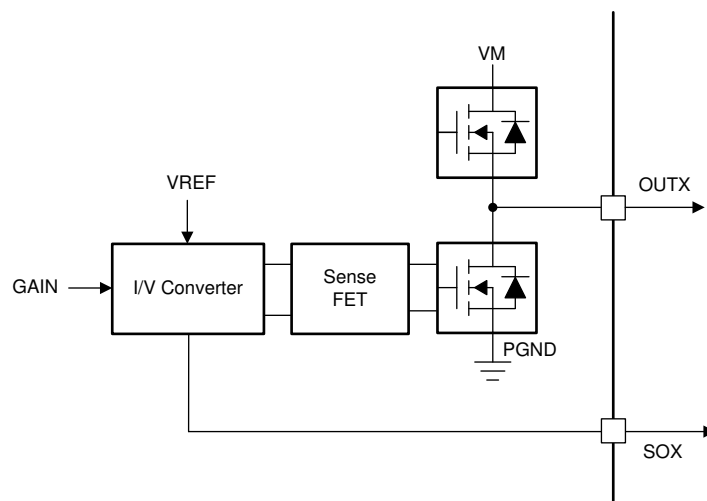 VM
VREF
OUTX
GAIN
I/V Converter
Sense
FET
PGND
SOX